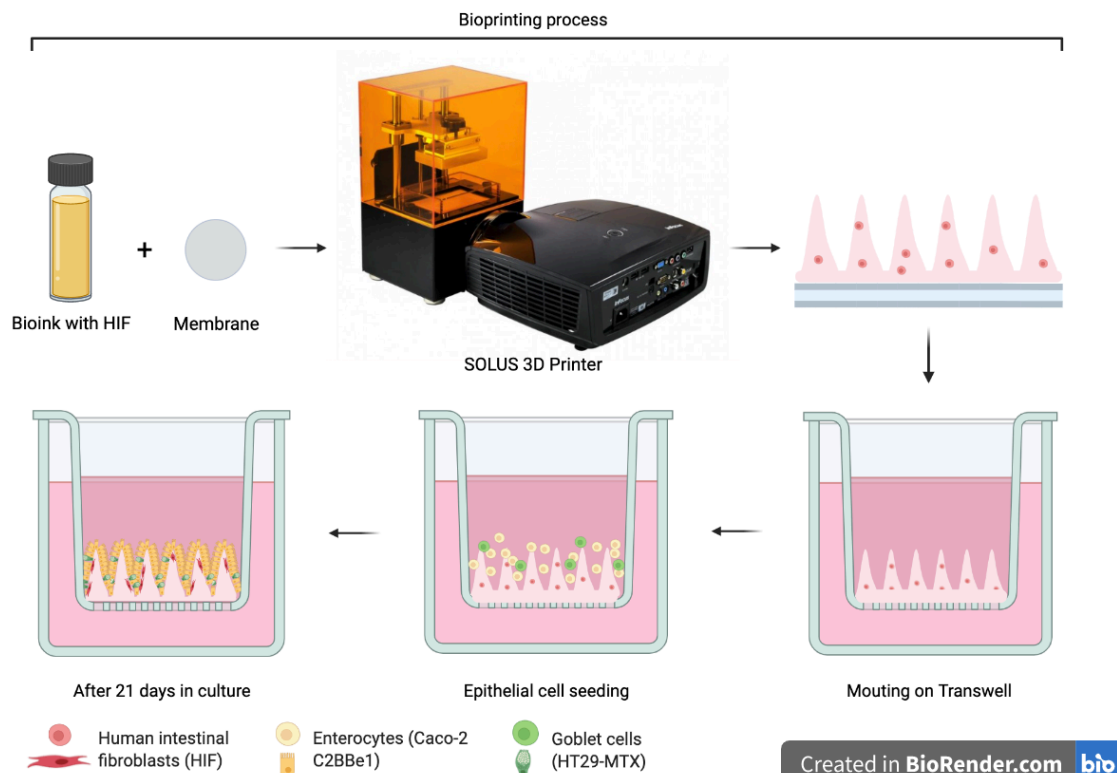 Bioprinting process
+
Bioink with HIF
Membrane
SOLUS 3D Printer
After 21 days in culture
Epithelial cell seeding
Mouting on Transwell
Human intestinal
fibroblasts (HIF)
Enterocytes (Caco-2
C2BBe1)
Goblet cells
(HT29-MTX)
Created in BioRender.com
bio